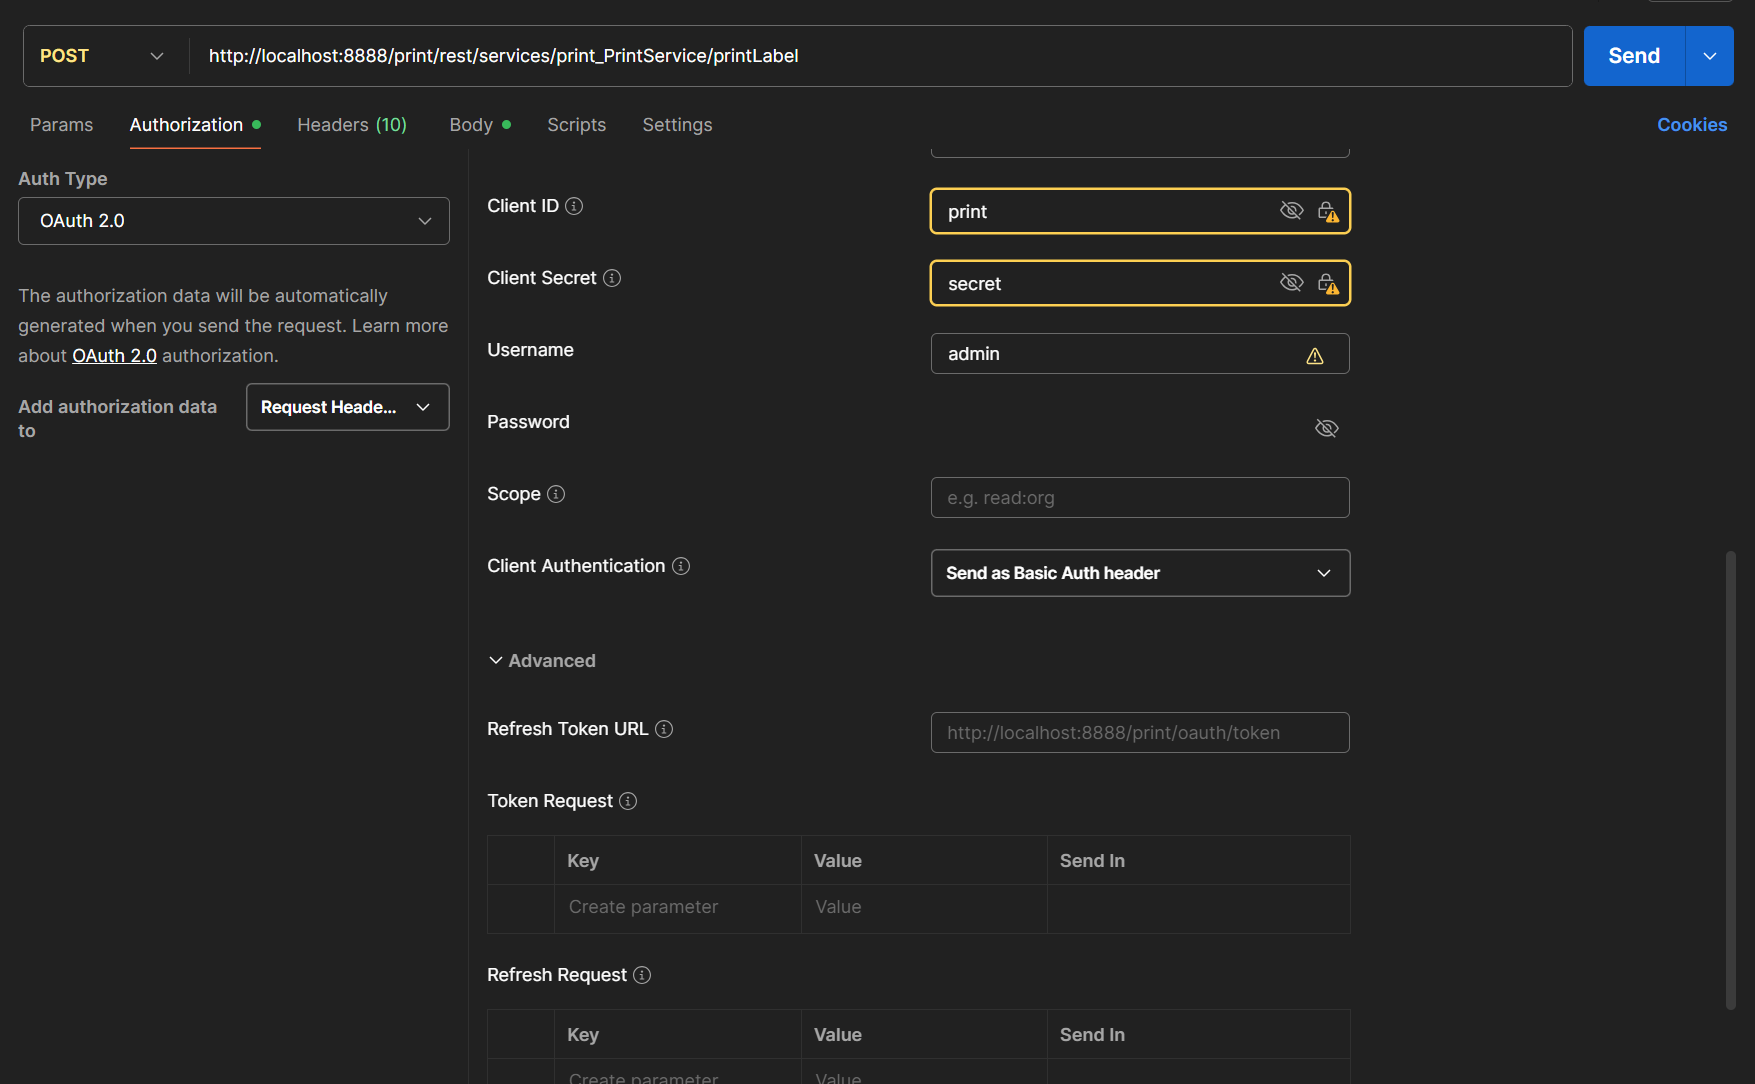 POST http://localhost:8888/print/rest/services/print_PrintService/printLabel Send
Params Authorization Headers (10) Body Scripts Settings Cookies
Auth Type
OAuth 2.0
The authorization data will be automatically
generated when you send the request. Learn more
about OAuth 2.0 authorization.
Add authorization data
to
Request Heade...
Client ID
print
Client Secret
secret
Username
admin
Password
Scope
e.g. read:org
Client Authentication
Send as Basic Auth header
Advanced
Refresh Token URL
http://localhost:8888/print/oauth/token
Token Request
Key Value Send In
Create parameter Value
Refresh Request
Key Value Send In
Create parameter Value